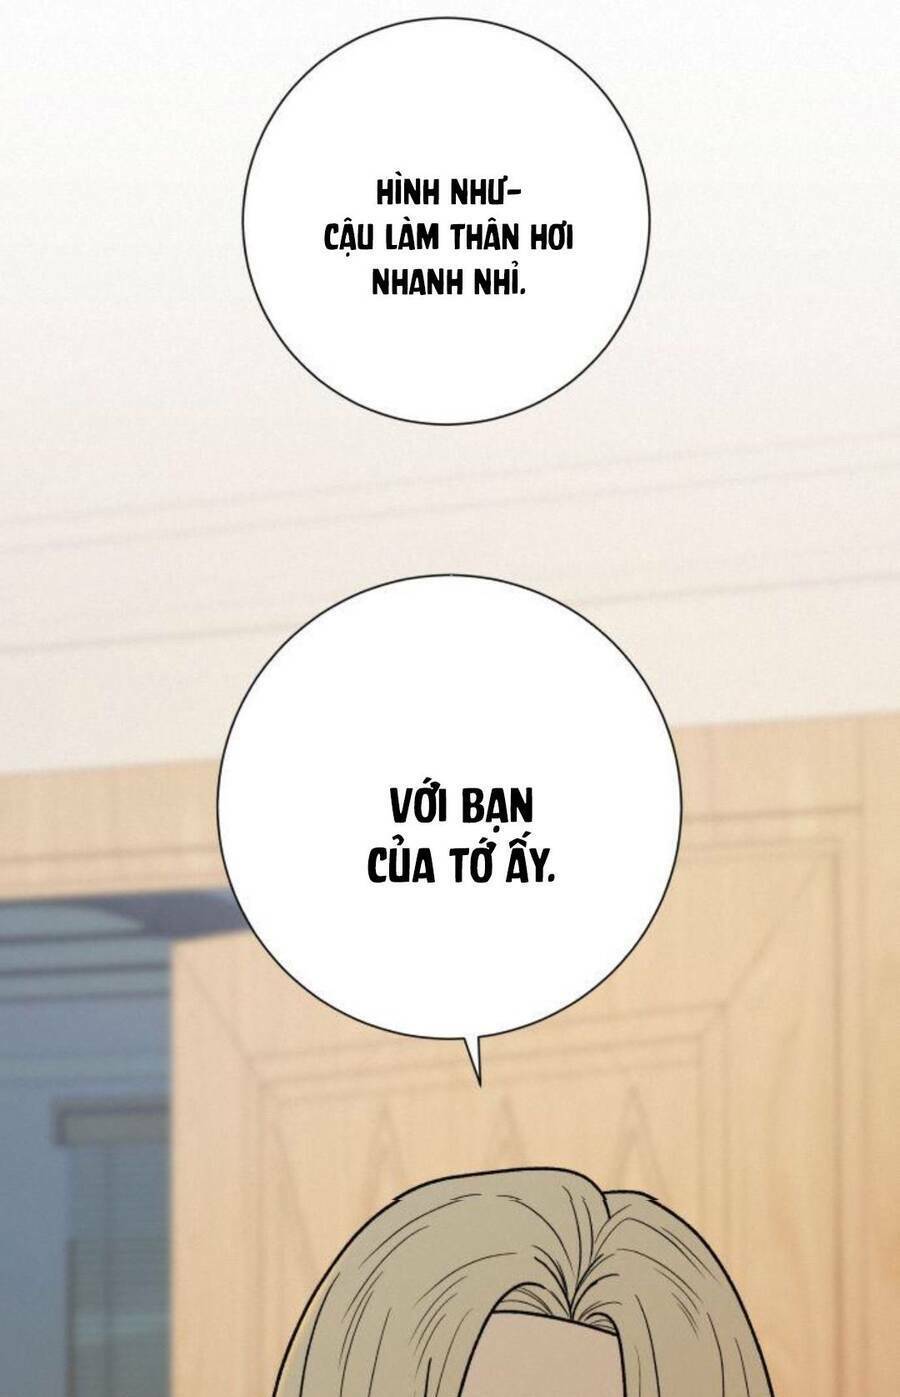 HÌNH NHƯ-
CẬU LÀM THÂN HƠI
NHANH NHỈ.
VỚI BẠN
CỦA TỚ ẤY.